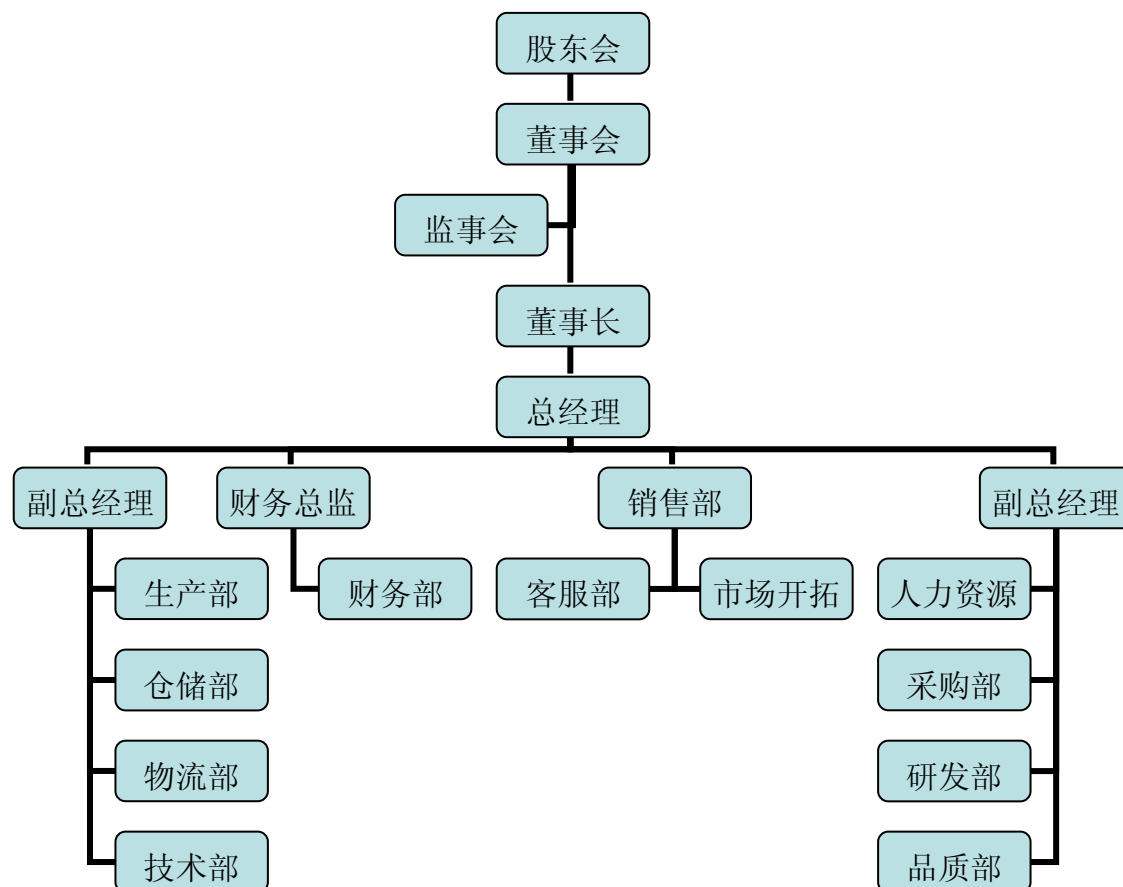 股东会
董事会
监事会
董事长
总经理
副总经理
财务总监
销售部
副总经理
生产部
财务部
客服部
市场开拓
人力资源
仓储部
采购部
物流部
研发部
技术部
品质部